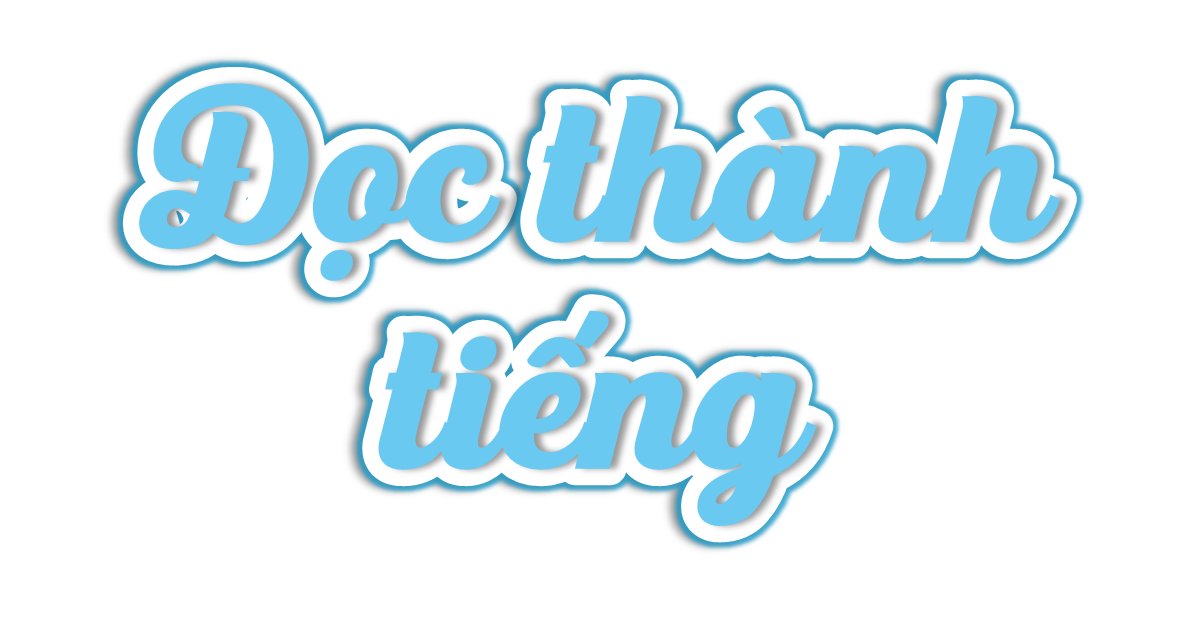 Đọc thành
tiếng